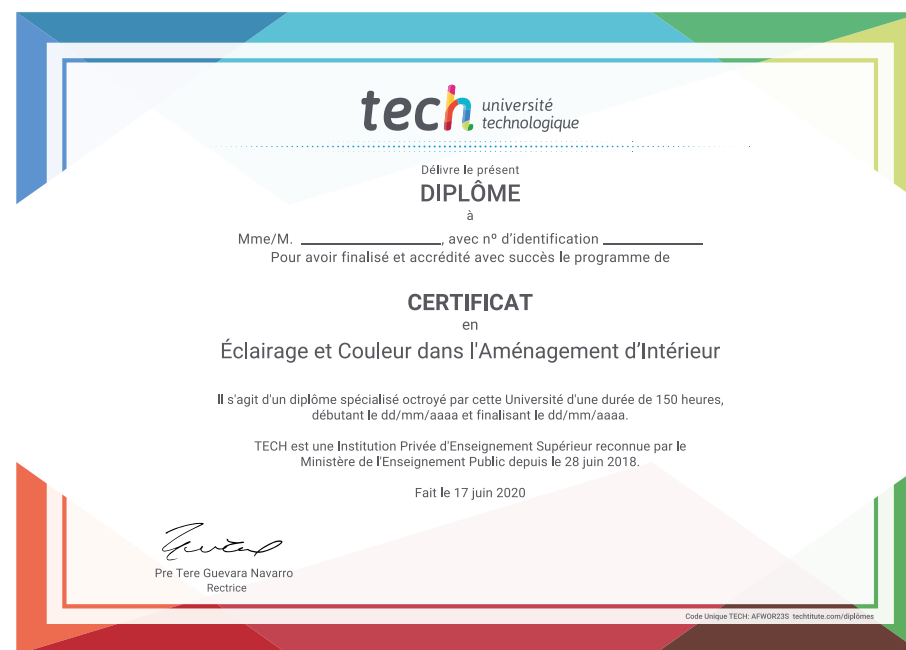 tech université
technologique
Délivre le présent
DIPLÔME
à
Mme/M. ____________________, avec nº d'identification ______________
Pour avoir finalisé et accrédité avec succès le programme de
CERTIFICAT
en
Éclairage et Couleur dans l'Aménagement d'Intérieur
Il s'agit d'un diplôme spécialisé octroyé par cette Université d'une durée de 150 heures,
débutant le dd/mm/aaaa et finalisant le dd/mm/aaaa.
TECH est une Institution Privée d'Enseignement Supérieur reconnue par le
Ministère de l'Enseignement Public depuis le 28 juin 2018.
Fait le 17 juin 2020
Pre Tere Guevara Navarro
Rectrice
Code Unique TECH: AFWOR23S techtitute.com/diplômes